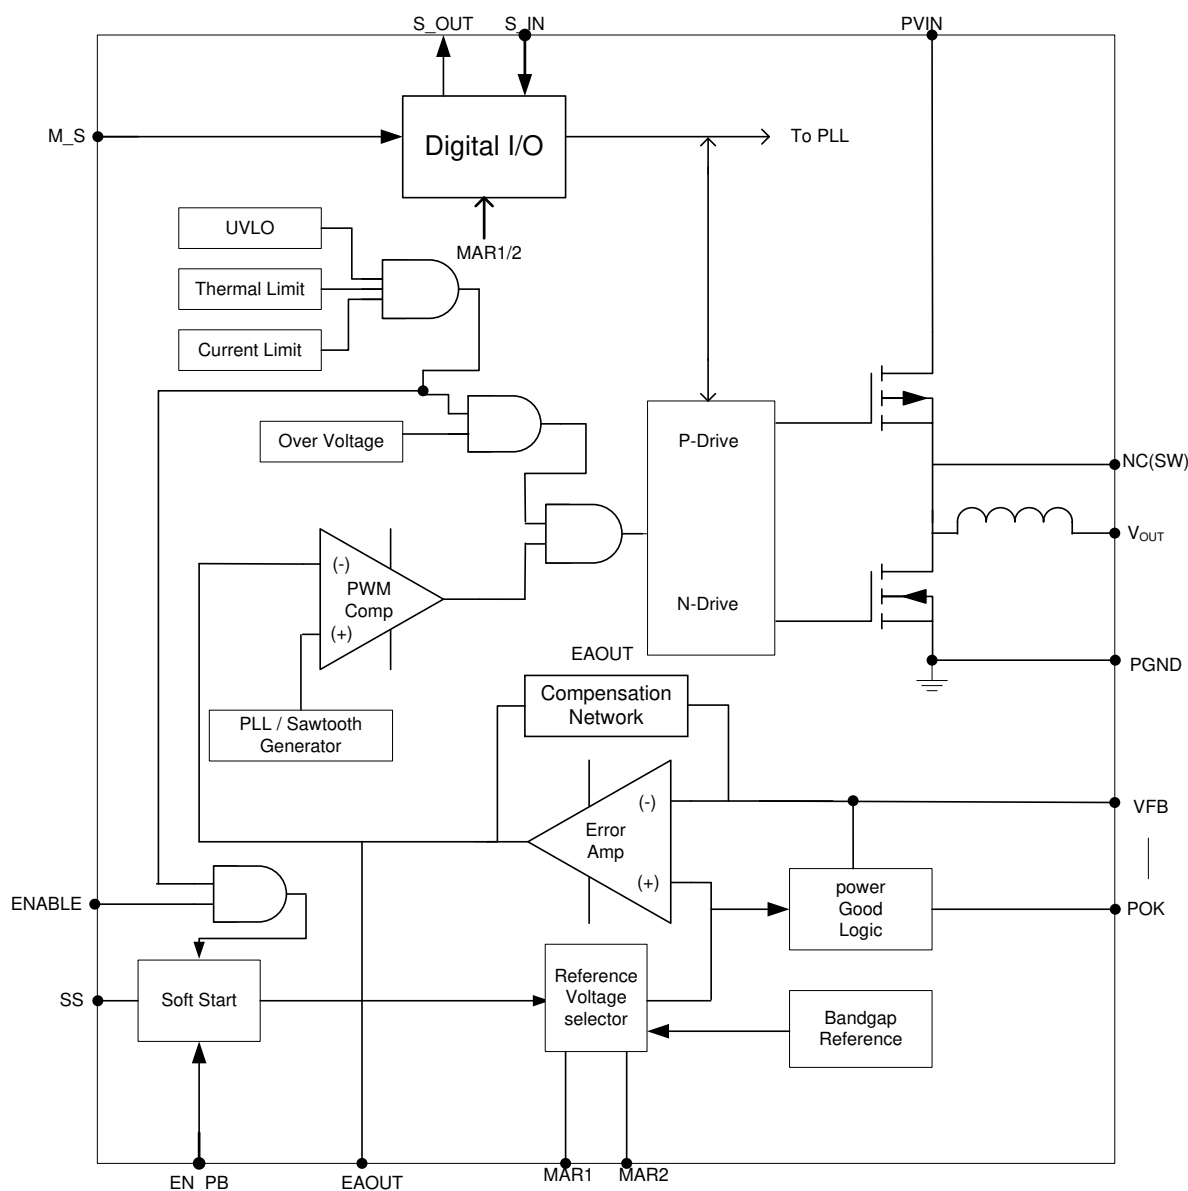 S_OUT
S_IN
PVIN
M_S
Digital I/O
To PLL
MAR1/2
UVLO
Thermal Limit
Current Limit
Over Voltage
P-Drive
N-Drive
NC(SW)
VOUT
PGND
(-)
PWM
Comp
(+)
PLL / Sawtooth
Generator
EAOUT
Compensation
Network
(-)
Error
Amp
(+)
VFB
power
Good
Logic
POK
ENABLE
SS
Soft Start
Reference
Voltage
selector
Bandgap
Reference
EN_PB
EAOUT
MAR1
MAR2